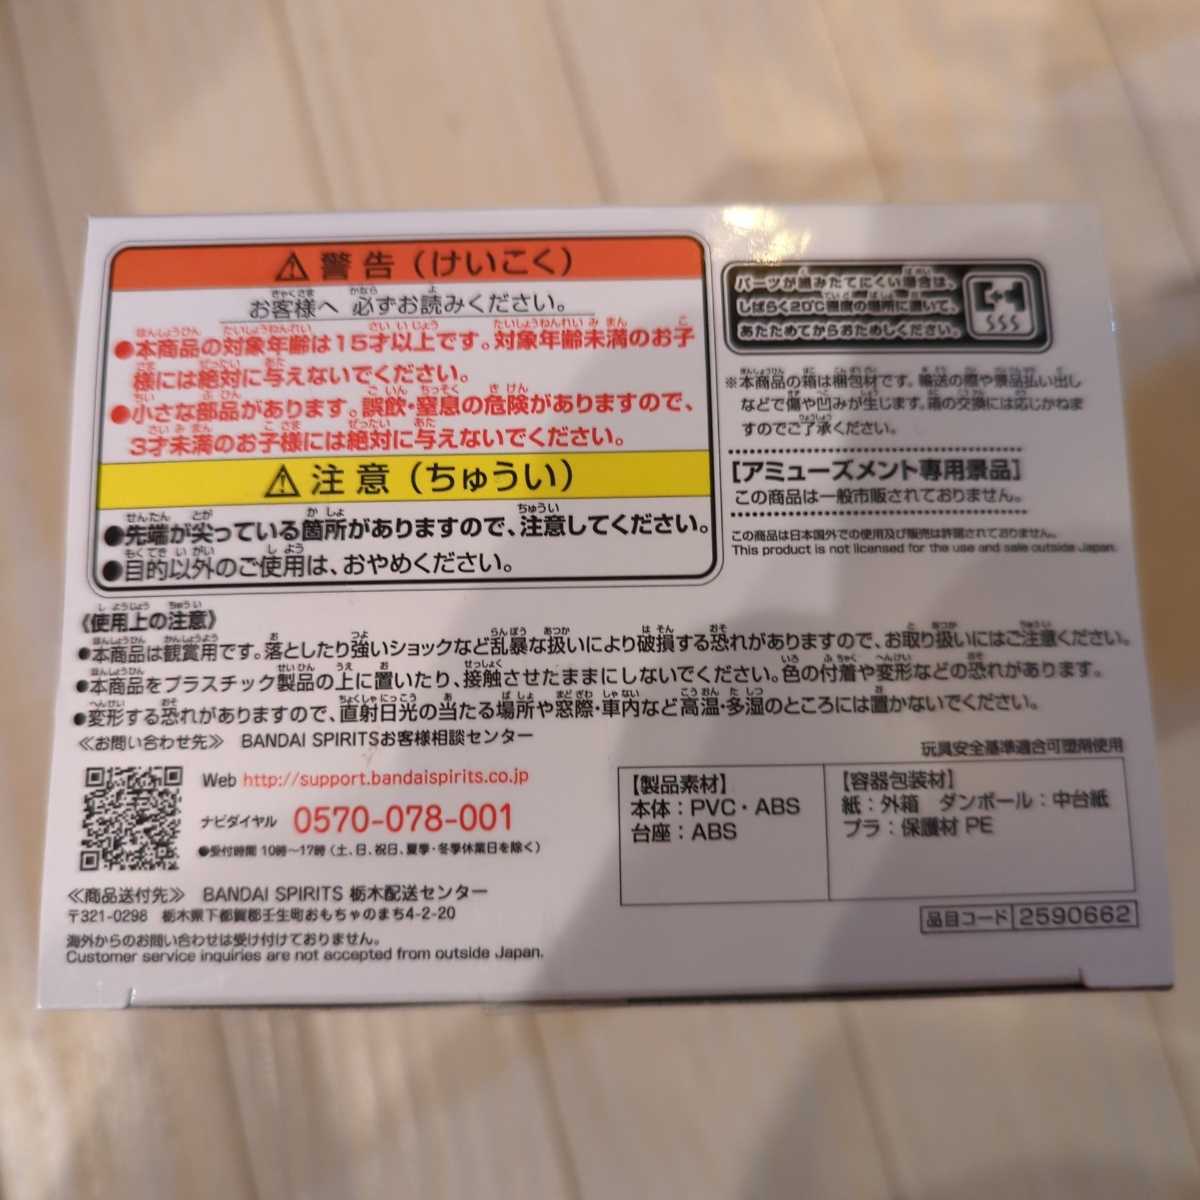 ⚠警告(けいこく)
お客様へ 必ずお読みください。
●本商品の対象年齢は15才以上です。対象年齢未満のお子
様には絶対に与えないでください。
●小さな部品があります。誤飲・窒息の危険がありますので、
3才未満のお子様には絶対に与えないでください。
⚠注意(ちゅうい)
●先端が尖っている箇所がありますので、注意してください。
●目的以外のご使用は、おやめください。
パーツが組みたてにくい場合は、
しばらく20℃程度の場所に置いて、
あたためてからおためしください。
※本商品の箱は梱包材です。輸送の際や景品払い出し
などで傷や凹みが生じます。箱の交換には応じかねま
すのでご了承ください。
【アミューズメント専用景品】
この商品は一般市販されておりません。
この商品は日本国外での使用及び販売は許諾されておりません。
This product is not licensed for the use and sale outside Japan.
《使用上の注意》
●本商品は観賞用です。落としたり強いショックなど乱暴な扱いにより破損する恐れがありますので、お取り扱いにはご注意ください。
●本商品をプラスチック製品の上に置いたり、接触させたままにしないでください。色の付着や変形などの恐れがあります。
●変形する恐れがありますので、直射日光の当たる場所や窓際・車内など高温・多湿のところには置かないでください。
≪お問い合わせ先≫ BANDAI SPIRITSお客様相談センター
Web http://support.bandaispirits.co.jp
ナビダイヤル 0570-078-001
●受付時間 10時〜17時(土、日、祝日、夏季・冬季休業日を除く)
≪商品送付先≫ BANDAI SPIRITS 栃木配送センター
〒321-0298 栃木県下都賀郡壬生町おもちゃのまち4-2-20
海外からのお問い合わせは受け付けておりません。
Customer service inquiries are not accepted from outside Japan.
玩具安全基準適合可塑剤使用
【製品素材】
本体:PVC・ABS
台座:ABS
【容器包装材】
紙:外箱 ダンボール:中台紙
プラ:保護材 PE
品目コード 2590662